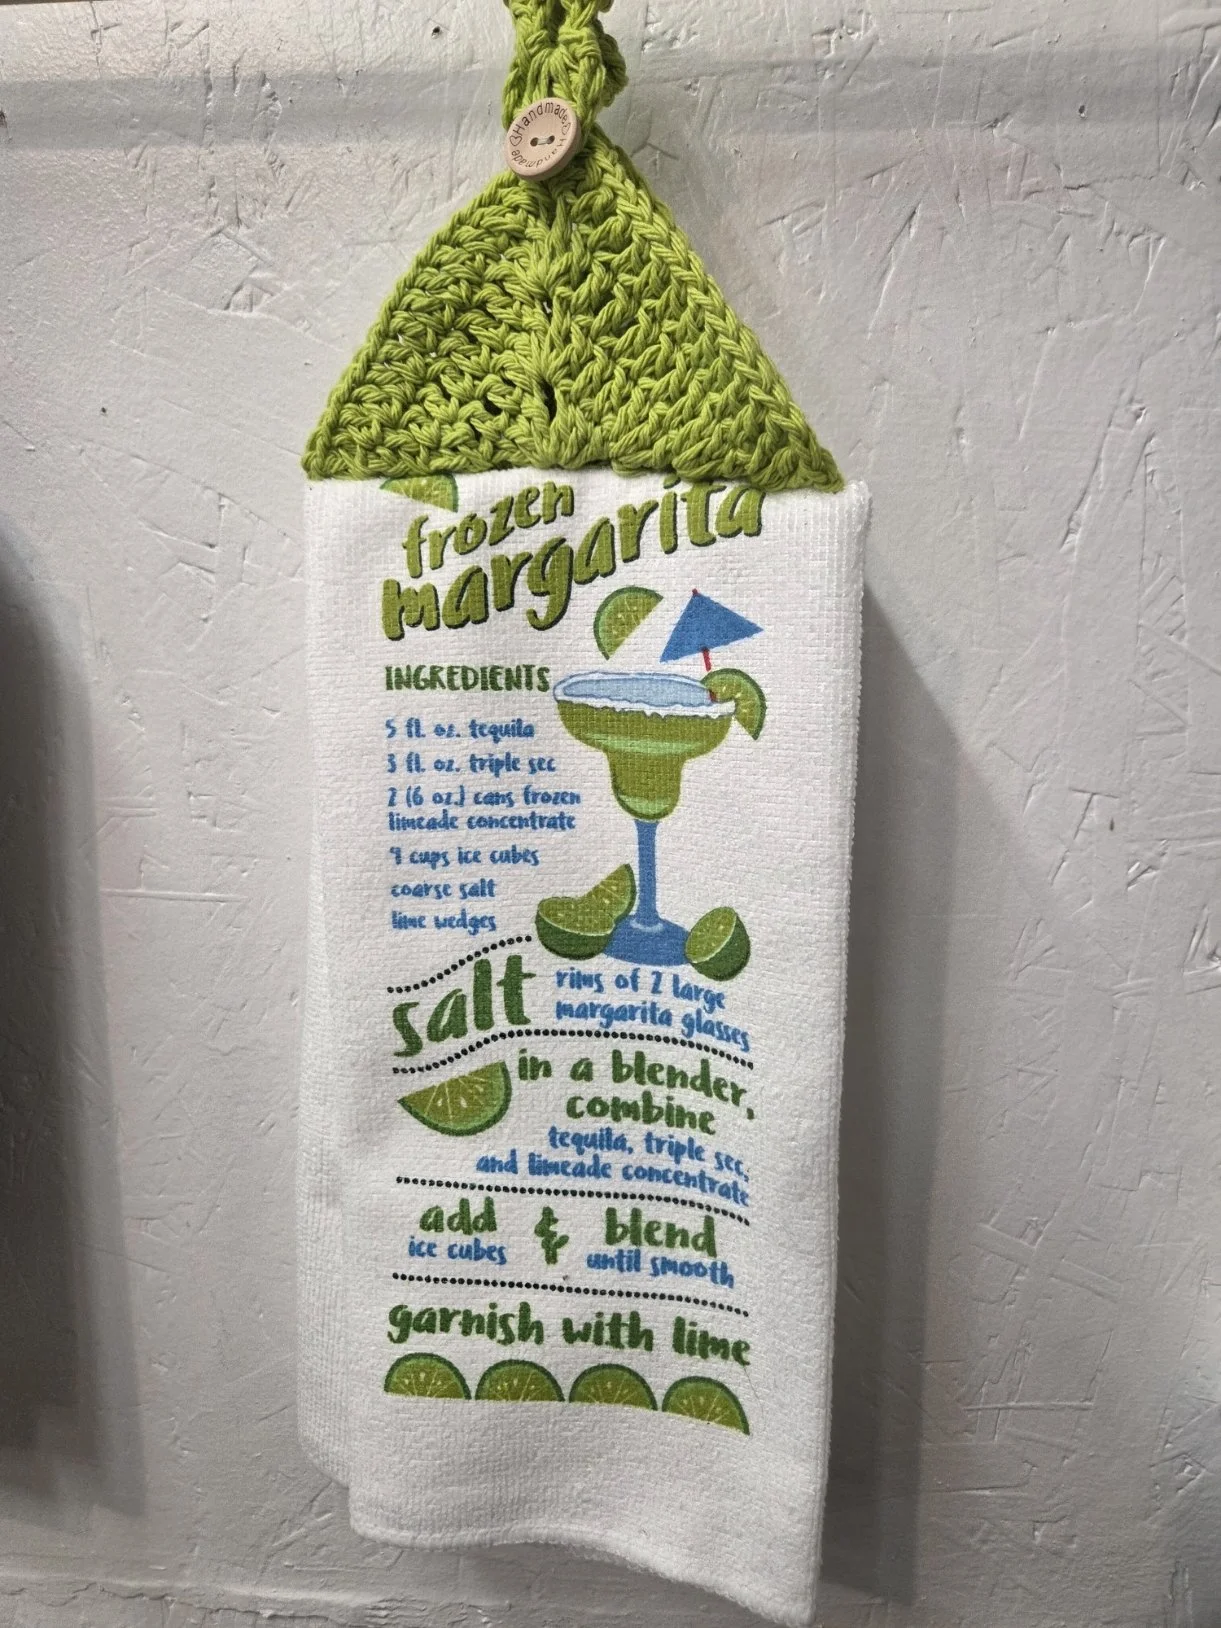 Handmade
Handmade
frozen
margarita
INGREDIENTS
5 fl. oz. tequila
3 fl. oz. triple sec
2 (6 oz.) cans frozen
limeade concentrate
4 cups ice cubes
coarse salt
lime wedges
salt
rims of 2 large
margarita glasses
in a blender,
combine
tequila, triple sec,
and limeade concentrate
add & blend
ice cubes until smooth
garnish with lime